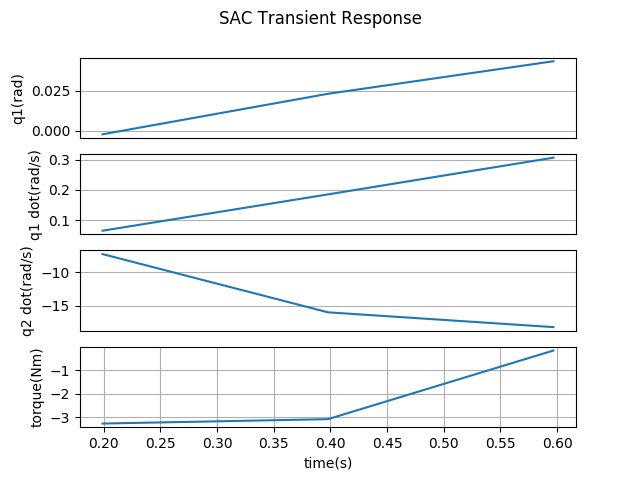 SAC Transient Response
q1(rad)
0.025
0.000
q1 dot(rad/s)
0.3
0.2
0.1
q2 dot(rad/s)
−10
−15
torque(Nm)
−1
−2
−3
0.20 0.25 0.30 0.35 0.40 0.45 0.50 0.55 0.60
time(s)